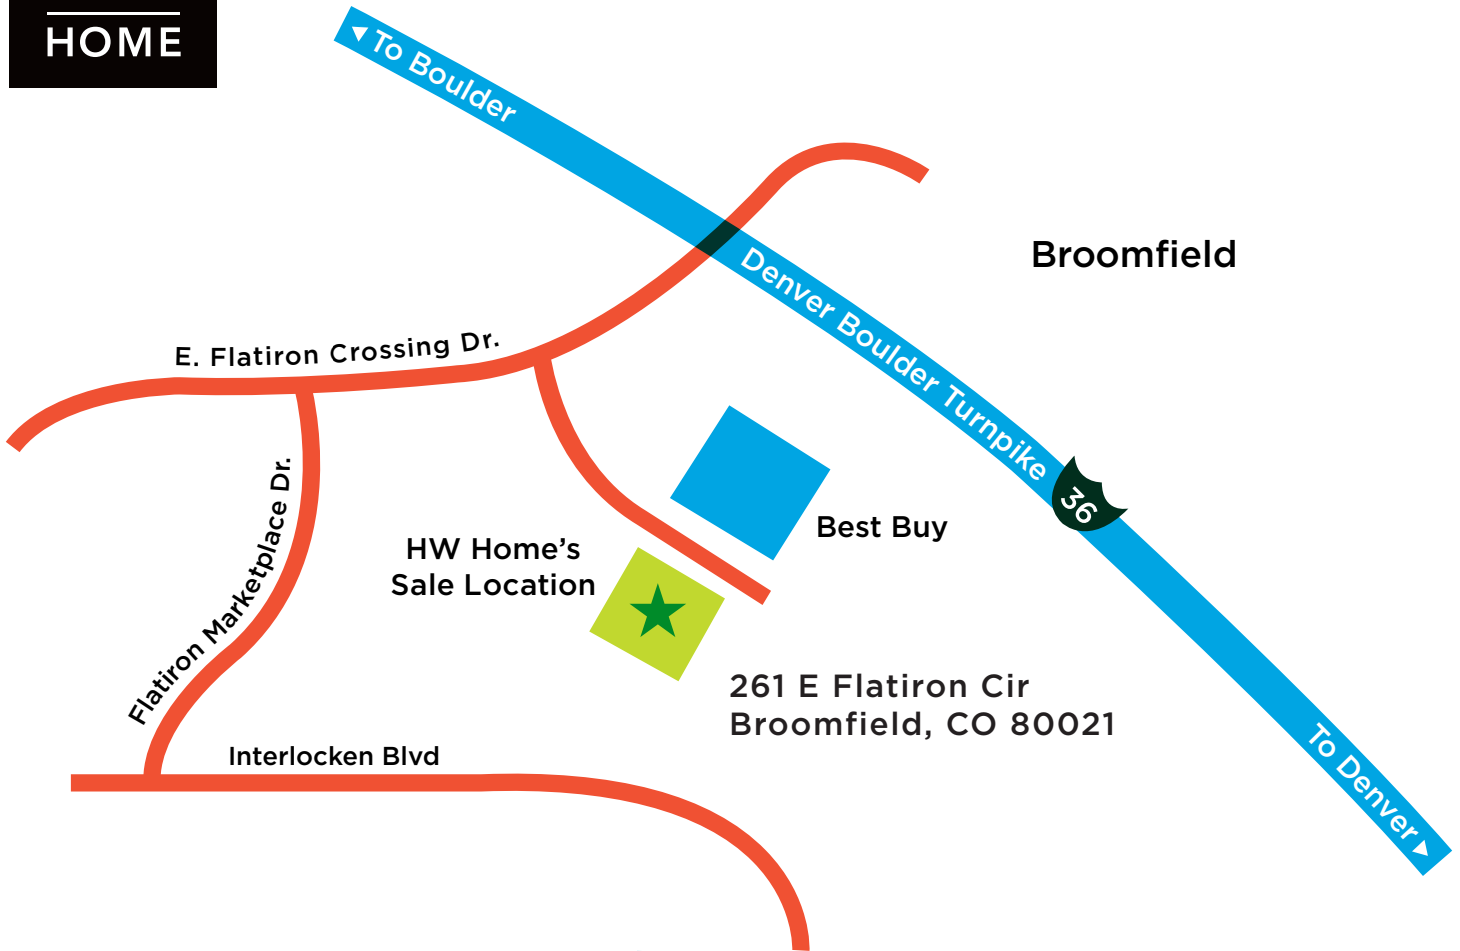 HOME
◀ To Boulder
Denver Boulder Turnpike
36
To Denver ▶
Broomfield
E. Flatiron Crossing Dr.
Flatiron Marketplace Dr.
HW Home’s
Sale Location
Best Buy
261 E Flatiron Cir
Broomfield, CO 80021
Interlocken Blvd